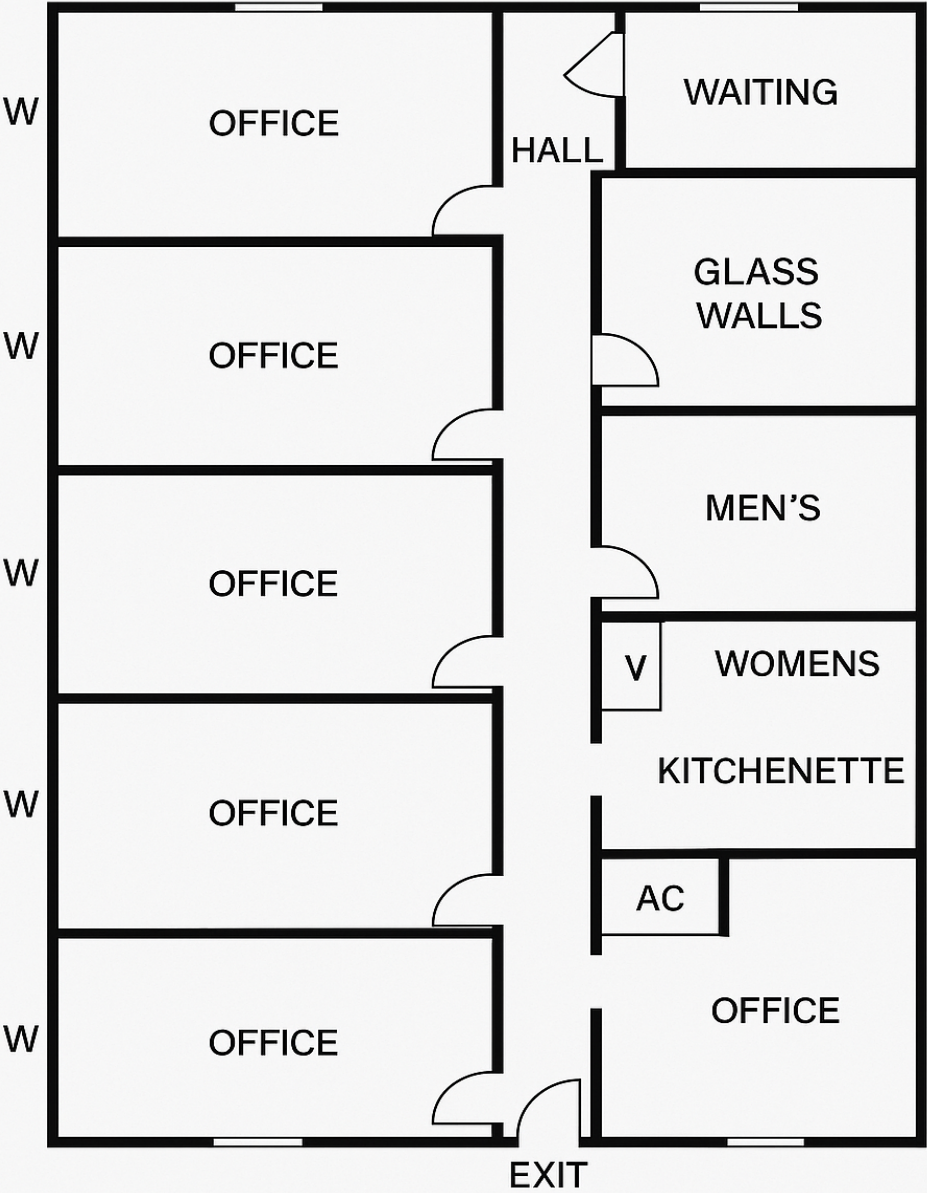 W
OFFICE
HALL
WAITING
W
OFFICE
GLASS
WALLS
W
OFFICE
MEN’S
W
OFFICE
V
WOMENS
KITCHENETTE
W
OFFICE
AC
OFFICE
EXIT